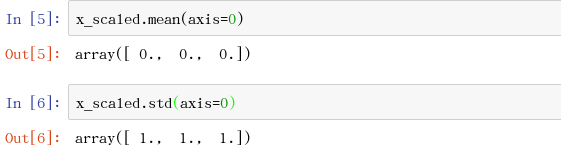 In [5]: x_scaled.mean(axis=0)
Out[5]: array([ 0.,  0.,  0.])
In [6]: x_scaled.std(axis=0)
Out[6]: array([ 1.,  1.,  1.])